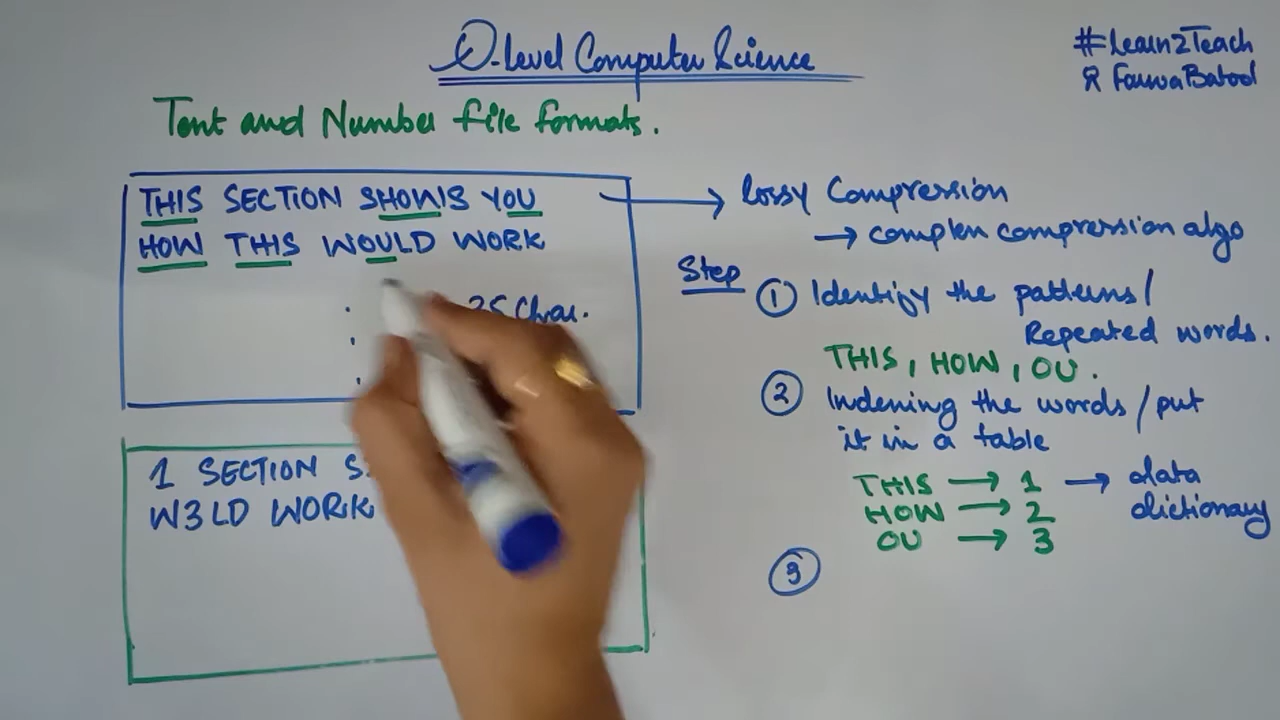 O-Level Computer Science
#Learn2Teach
FarwaBatool
Text and Number file formats.
THIS SECTION SHOWS YOU
HOW THIS WOULD WORK
25 Char.
1 SECTION S
W3LD WORK
lossy Compression
→ complex compression algo
Step
① Identify the patterns/
Repeated words.
THIS, HOW, OU.
② Indexing the words/put
it in a table
THIS → 1 → data
HOW → 2 dictionary
OU → 3
③